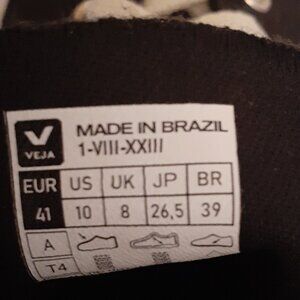 V
VEJA
MADE IN BRAZIL
1-VIII-XXIII
EUR US UK JP BR
41 10 8 26,5 39
A
T4